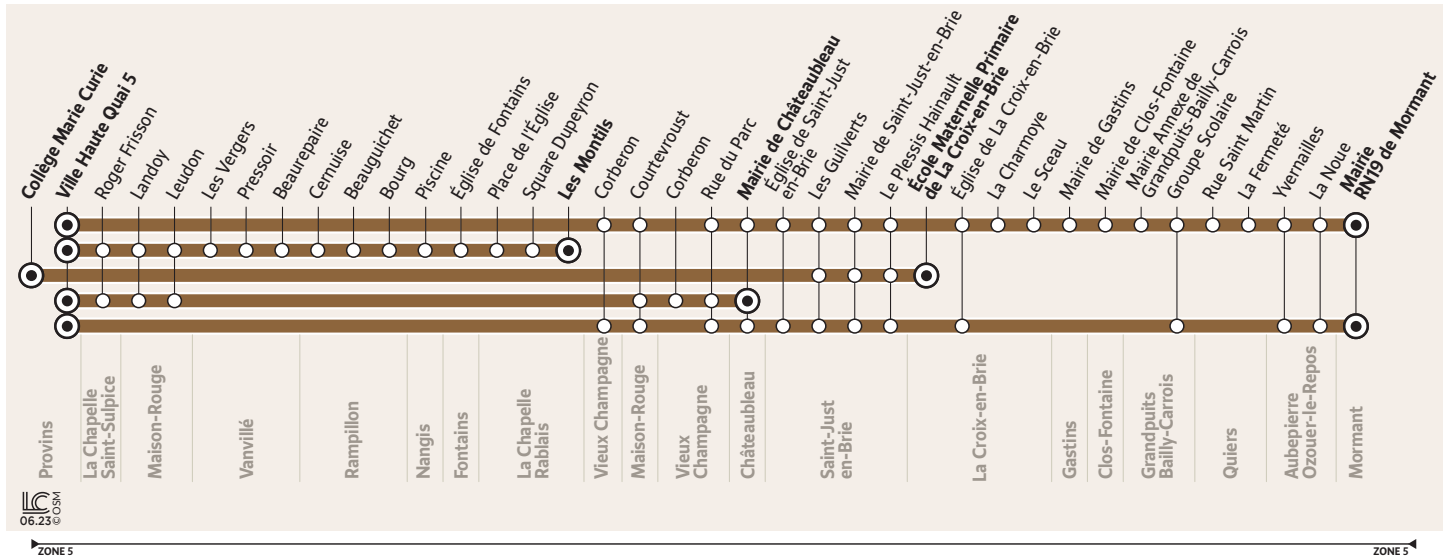 Collège Marie Curie
Ville Haute Quai 5
Roger Frisson
Landoy
Leudon
Les Vergers
Pressoir
Beaurepaire
Cernuise
Beauguichet
Bourg
Piscine
Église de Fontains
Place de l'Église
Square Dupeyron
Les Montils
Corberon
Courtevroust
Corberon
Rue du Parc
Mairie de Châteaubleau
Église de Saint-Just
en-Brie
Les Guilverts
Mairie de Saint-Just-en-Brie
Le Plessis Hainault
École Maternelle Primaire
de La Croix-en-Brie
Église de La Croix-en-Brie
La Charmoye
Le Sceau
Mairie de Gastins
Mairie de Clos-Fontaine
Mairie Annexe de
Grandpuits-Bailly-Carrois
Groupe Scolaire
Rue Saint Martin
La Fermeté
Yvernailles
La Noue
Mairie
RN19 de Mormant
Provins
La Chapelle
Saint-Sulpice
Maison-Rouge
Vanvillé
Rampillon
Nangis
Fontains
La Chapelle
Rablais
Vieux Champagne
Maison-Rouge
Vieux
Champagne
Châteaubleau
Saint-Just
en-Brie
La Croix-en-Brie
Gastins
Clos-Fontaine
Grandpuits
Bailly-Carrois
Quiers
Aubepierre
Ozouer-le-Repos
Mormant
LC
06.23 © OSM
ZONE 5
ZONE 5